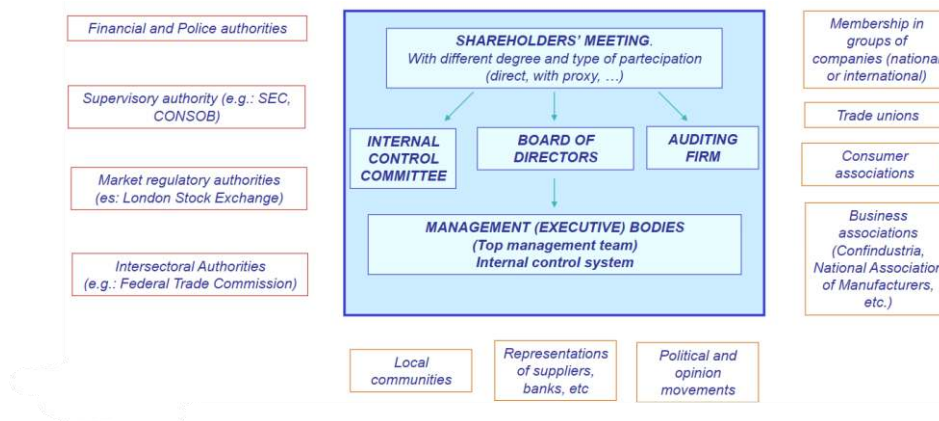 Financial and Police authorities
Supervisory authority (e.g.: SEC,
CONSOB)
Market regulatory authorities
(es: London Stock Exchange)
Intersectoral Authorities
(e.g.: Federal Trade Commission)
SHAREHOLDERS’ MEETING.
With different degree and type of partecipation
(direct, with proxy, …)
INTERNAL
CONTROL
COMMITTEE
BOARD OF
DIRECTORS
AUDITING
FIRM
MANAGEMENT (EXECUTIVE) BODIES
(Top management team)
Internal control system
Membership in
groups of
companies (national
or international)
Trade unions
Consumer
associations
Business
associations
(Confindustria,
National Association
of Manufacturers,
etc.)
Local
communities
Representations
of suppliers,
banks, etc
Political and
opinion
movements